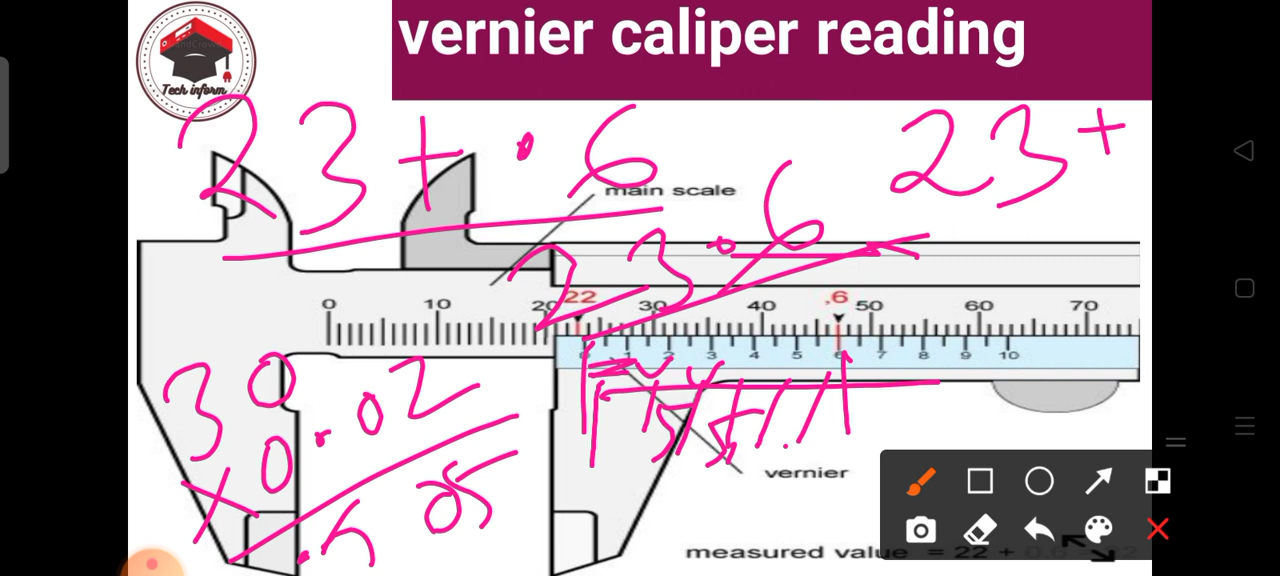 vernier caliper reading
Tech inform
23+.6
23+
main scale
23.6
0 10 20 22 30 40 .6 50 60 70
0 1 2 3 4 5 6 7 8 9 10
30
0.02
vernier
.5
05
measured value = 22 +